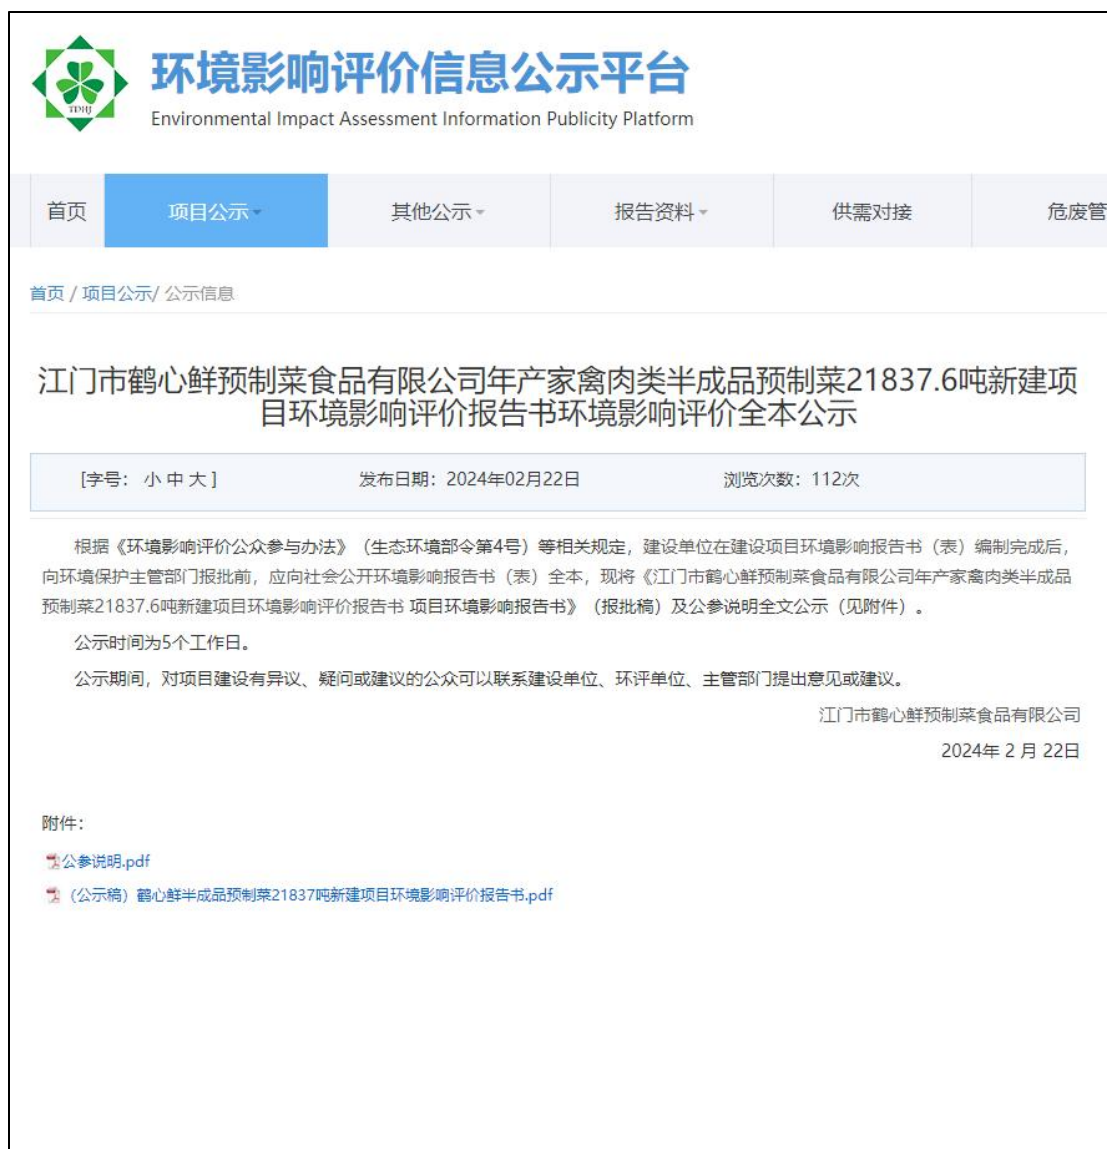 TDHJ
环境影响评价信息公示平台
Environmental Impact Assessment Information Publicity Platform
首页 项目公示 其他公示 报告资料 供需对接 危废管
首页 / 项目公示/ 公示信息
江门市鹤心鲜预制菜食品有限公司年产家禽肉类半成品预制菜21837.6吨新建项
目环境影响评价报告书环境影响评价全本公示
[字号： 小 中 大 ] 发布日期：2024年02月22日 浏览次数：112次
根据《环境影响评价公众参与办法》（生态环境部令第4号）等相关规定，建设单位在建设项目环境影响报告书（表）编制完成后，
向环境保护主管部门报批前，应向社会公开环境影响报告书（表）全本，现将《江门市鹤心鲜预制菜食品有限公司年产家禽肉类半成品
预制菜21837.6吨新建项目环境影响评价报告书 项目环境影响报告书》（报批稿）及公参说明全文公示（见附件）。
公示时间为5个工作日。
公示期间，对项目建设有异议、疑问或建议的公众可以联系建设单位、环评单位、主管部门提出意见或建议。
江门市鹤心鲜预制菜食品有限公司
2024年 2 月 22日
附件：
公参说明.pdf
（公示稿）鹤心鲜半成品预制菜21837吨新建项目环境影响评价报告书.pdf